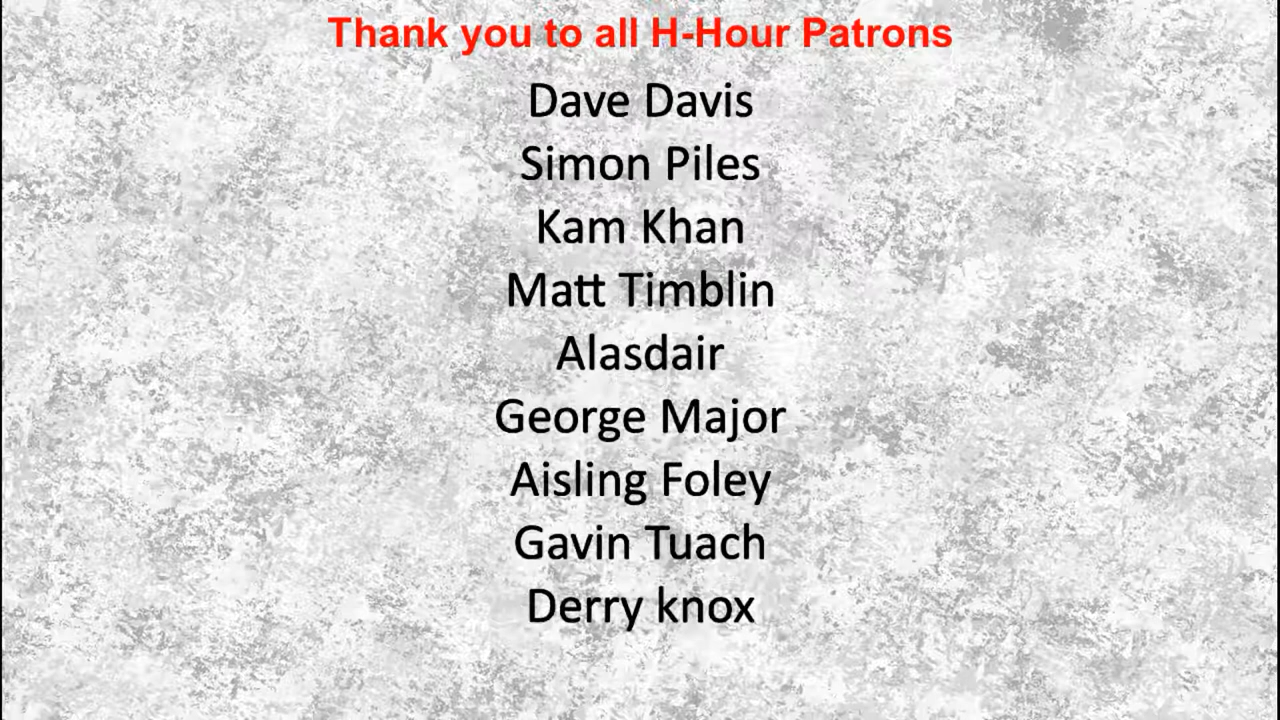 Thank you to all H-Hour Patrons
Dave Davis
Simon Piles
Kam Khan
Matt Timblin
Alasdair
George Major
Aisling Foley
Gavin Tuach
Derry knox